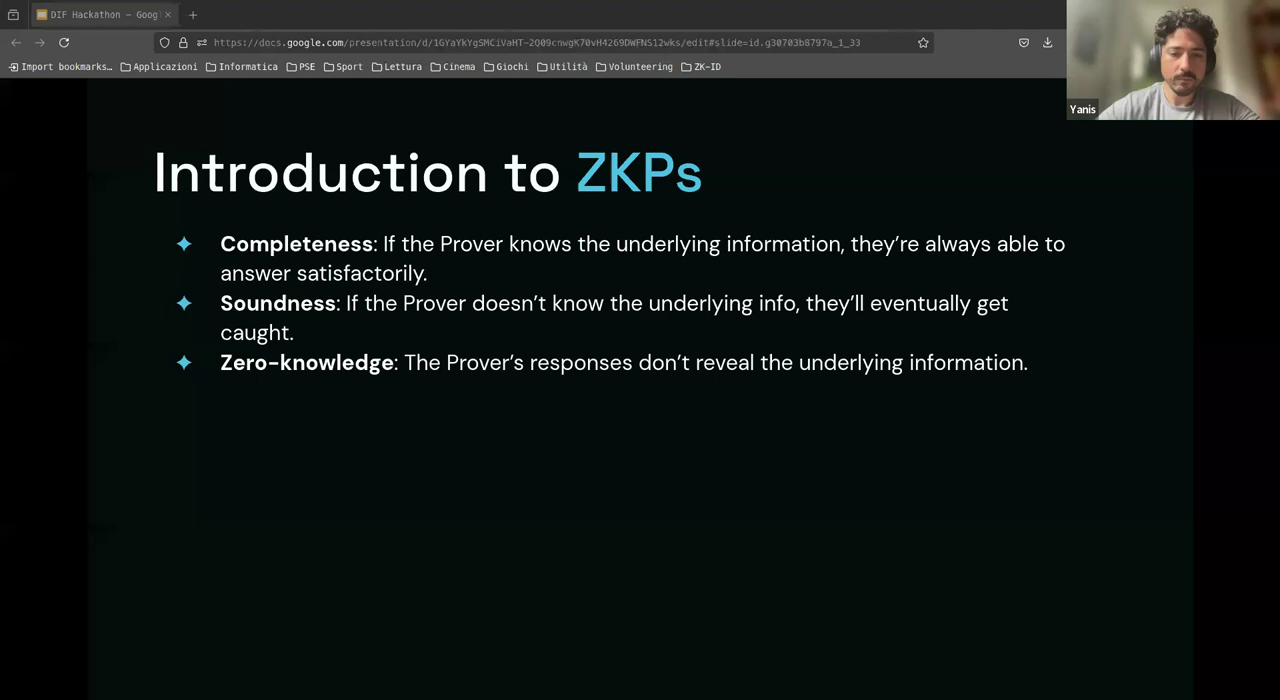 DIF Hackathon — Goog
https://docs.google.com/presentation/d/1GYaYkYgSMCiVaHT-2Q09cnwgK70vH4269DWFNS12wks/edit#slide=id.g30703b8797a_1_33
Import bookmarks… Applicazioni Informatica PSE Sport Lettura Cinema Giochi Utilità Volunteering ZK-ID
Yanis
Introduction to ZKPs
Completeness: If the Prover knows the underlying information, they’re always able to
answer satisfactorily.
Soundness: If the Prover doesn’t know the underlying info, they’ll eventually get
caught.
Zero-knowledge: The Prover’s responses don’t reveal the underlying information.